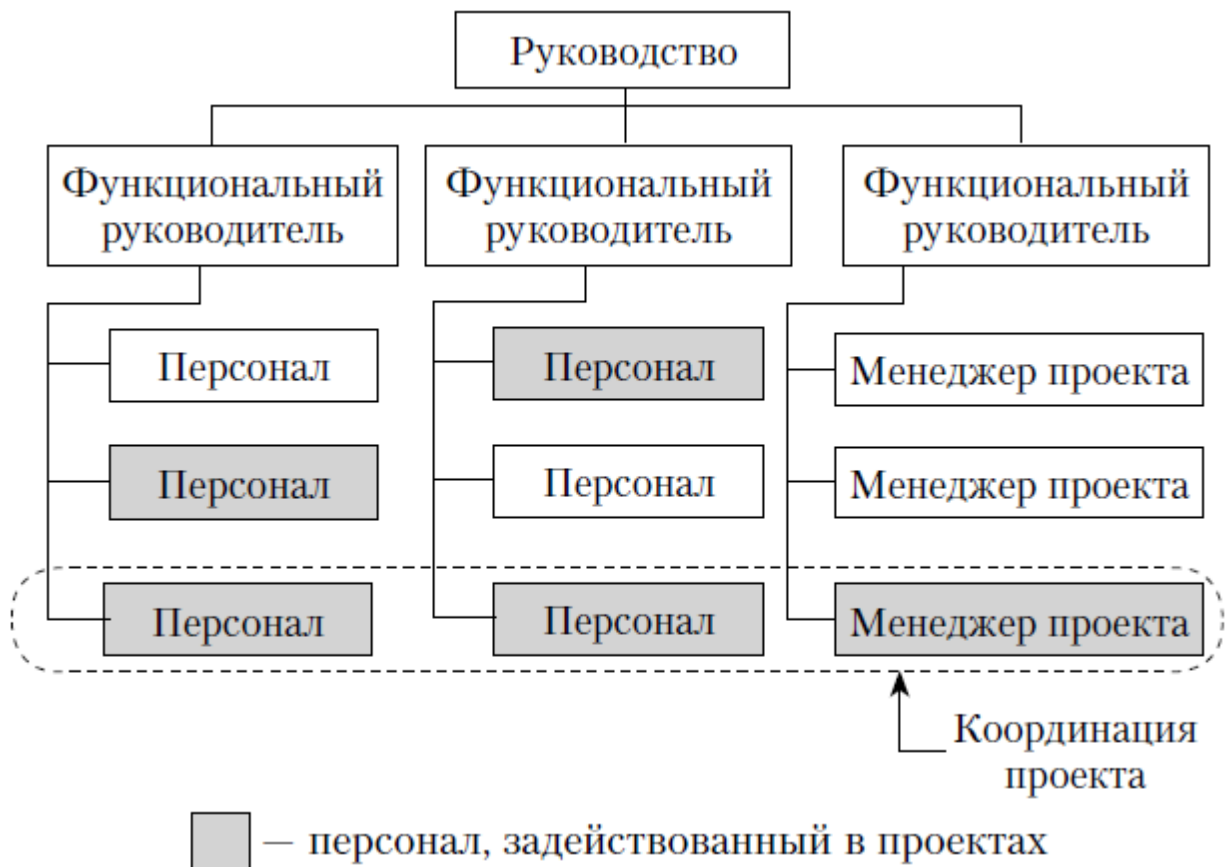 Руководство
Функциональный
руководитель
Функциональный
руководитель
Функциональный
руководитель
Персонал
Персонал
Менеджер проекта
Персонал
Персонал
Менеджер проекта
Персонал
Персонал
Менеджер проекта
Координация
проекта
— персонал, задействованный в проектах